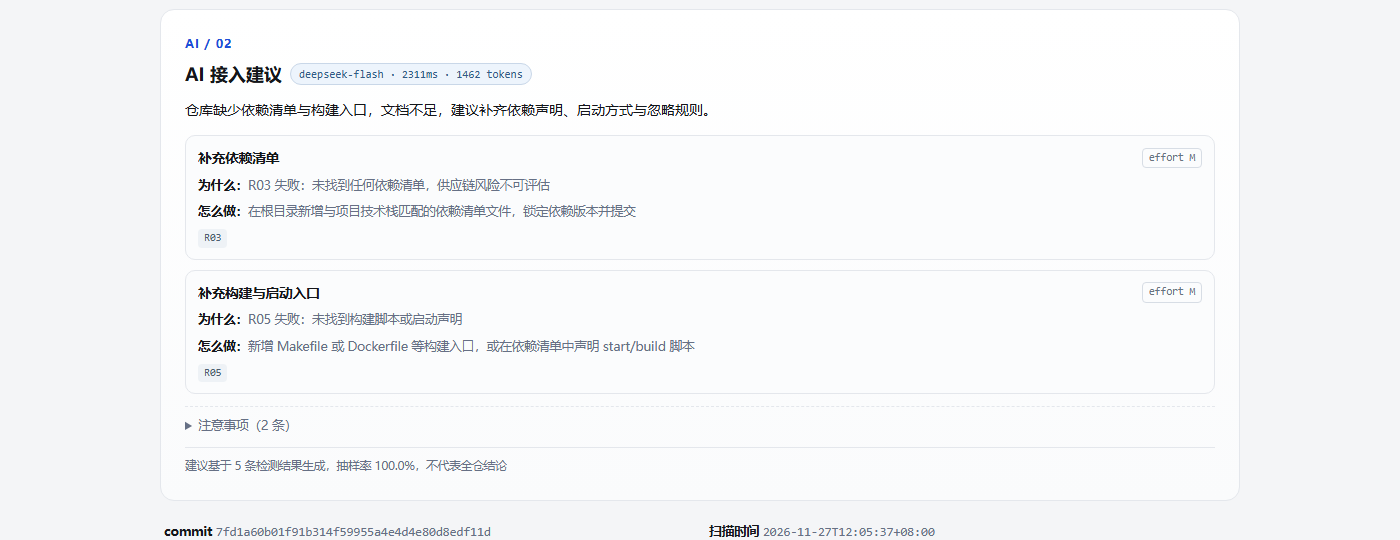 AI / 02
AI 接入建议 deepseek-flash · 2311ms · 1462 tokens
仓库缺少依赖清单与构建入口，文档不足，建议补齐依赖声明、启动方式与忽略规则。
补充依赖清单 effort M
为什么：R03 失败：未找到任何依赖清单，供应链风险不可评估
怎么做：在根目录新增与项目技术栈匹配的依赖清单文件，锁定依赖版本并提交
R03
补充构建与启动入口 effort M
为什么：R05 失败：未找到构建脚本或启动声明
怎么做：新增 Makefile 或 Dockerfile 等构建入口，或在依赖清单中声明 start/build 脚本
R05
▶ 注意事项（2 条）
建议基于 5 条检测结果生成，抽样率 100.0%，不代表全仓结论
commit 7fd1a60b01f91b314f59955a4e4d4e80d8edf11d 扫描时间 2026-11-27T12:05:37+08:00